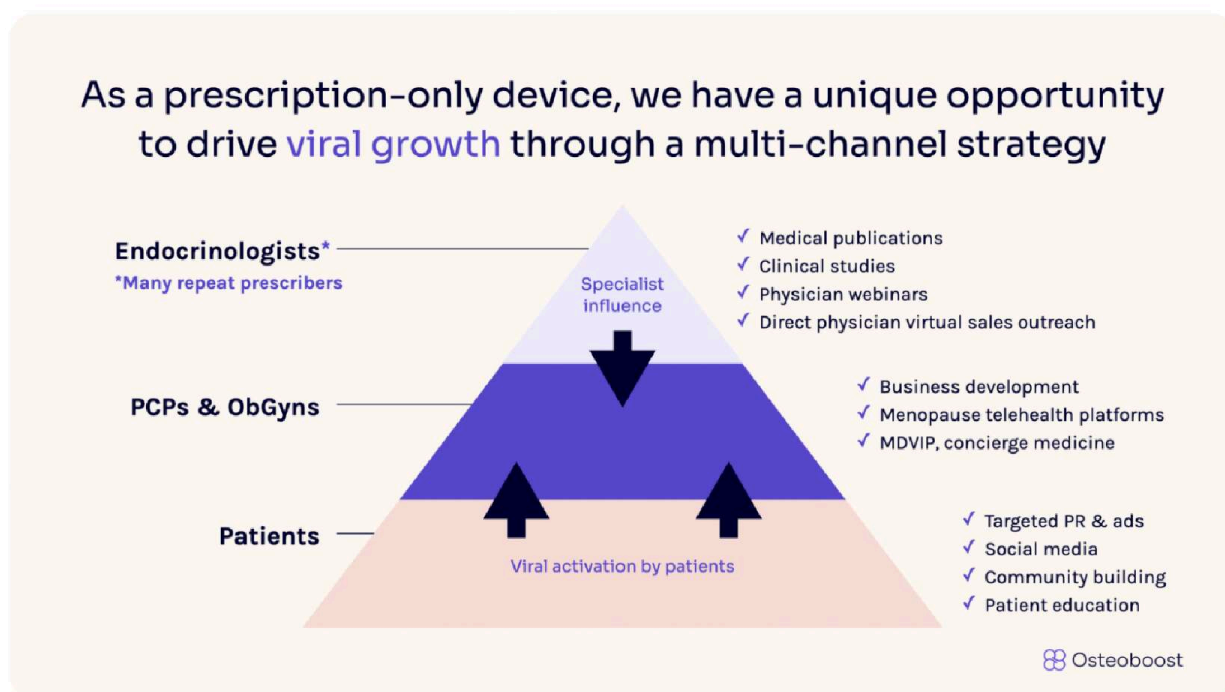 As a prescription-only device, we have a unique opportunity
to drive viral growth through a multi-channel strategy
Endocrinologists*
*Many repeat prescribers
Specialist
influence
✓ Medical publications
✓ Clinical studies
✓ Physician webinars
✓ Direct physician virtual sales outreach
PCPs & ObGyns
✓ Business development
✓ Menopause telehealth platforms
✓ MDVIP, concierge medicine
Patients
Viral activation by patients
✓ Targeted PR & ads
✓ Social media
✓ Community building
✓ Patient education
Osteoboost